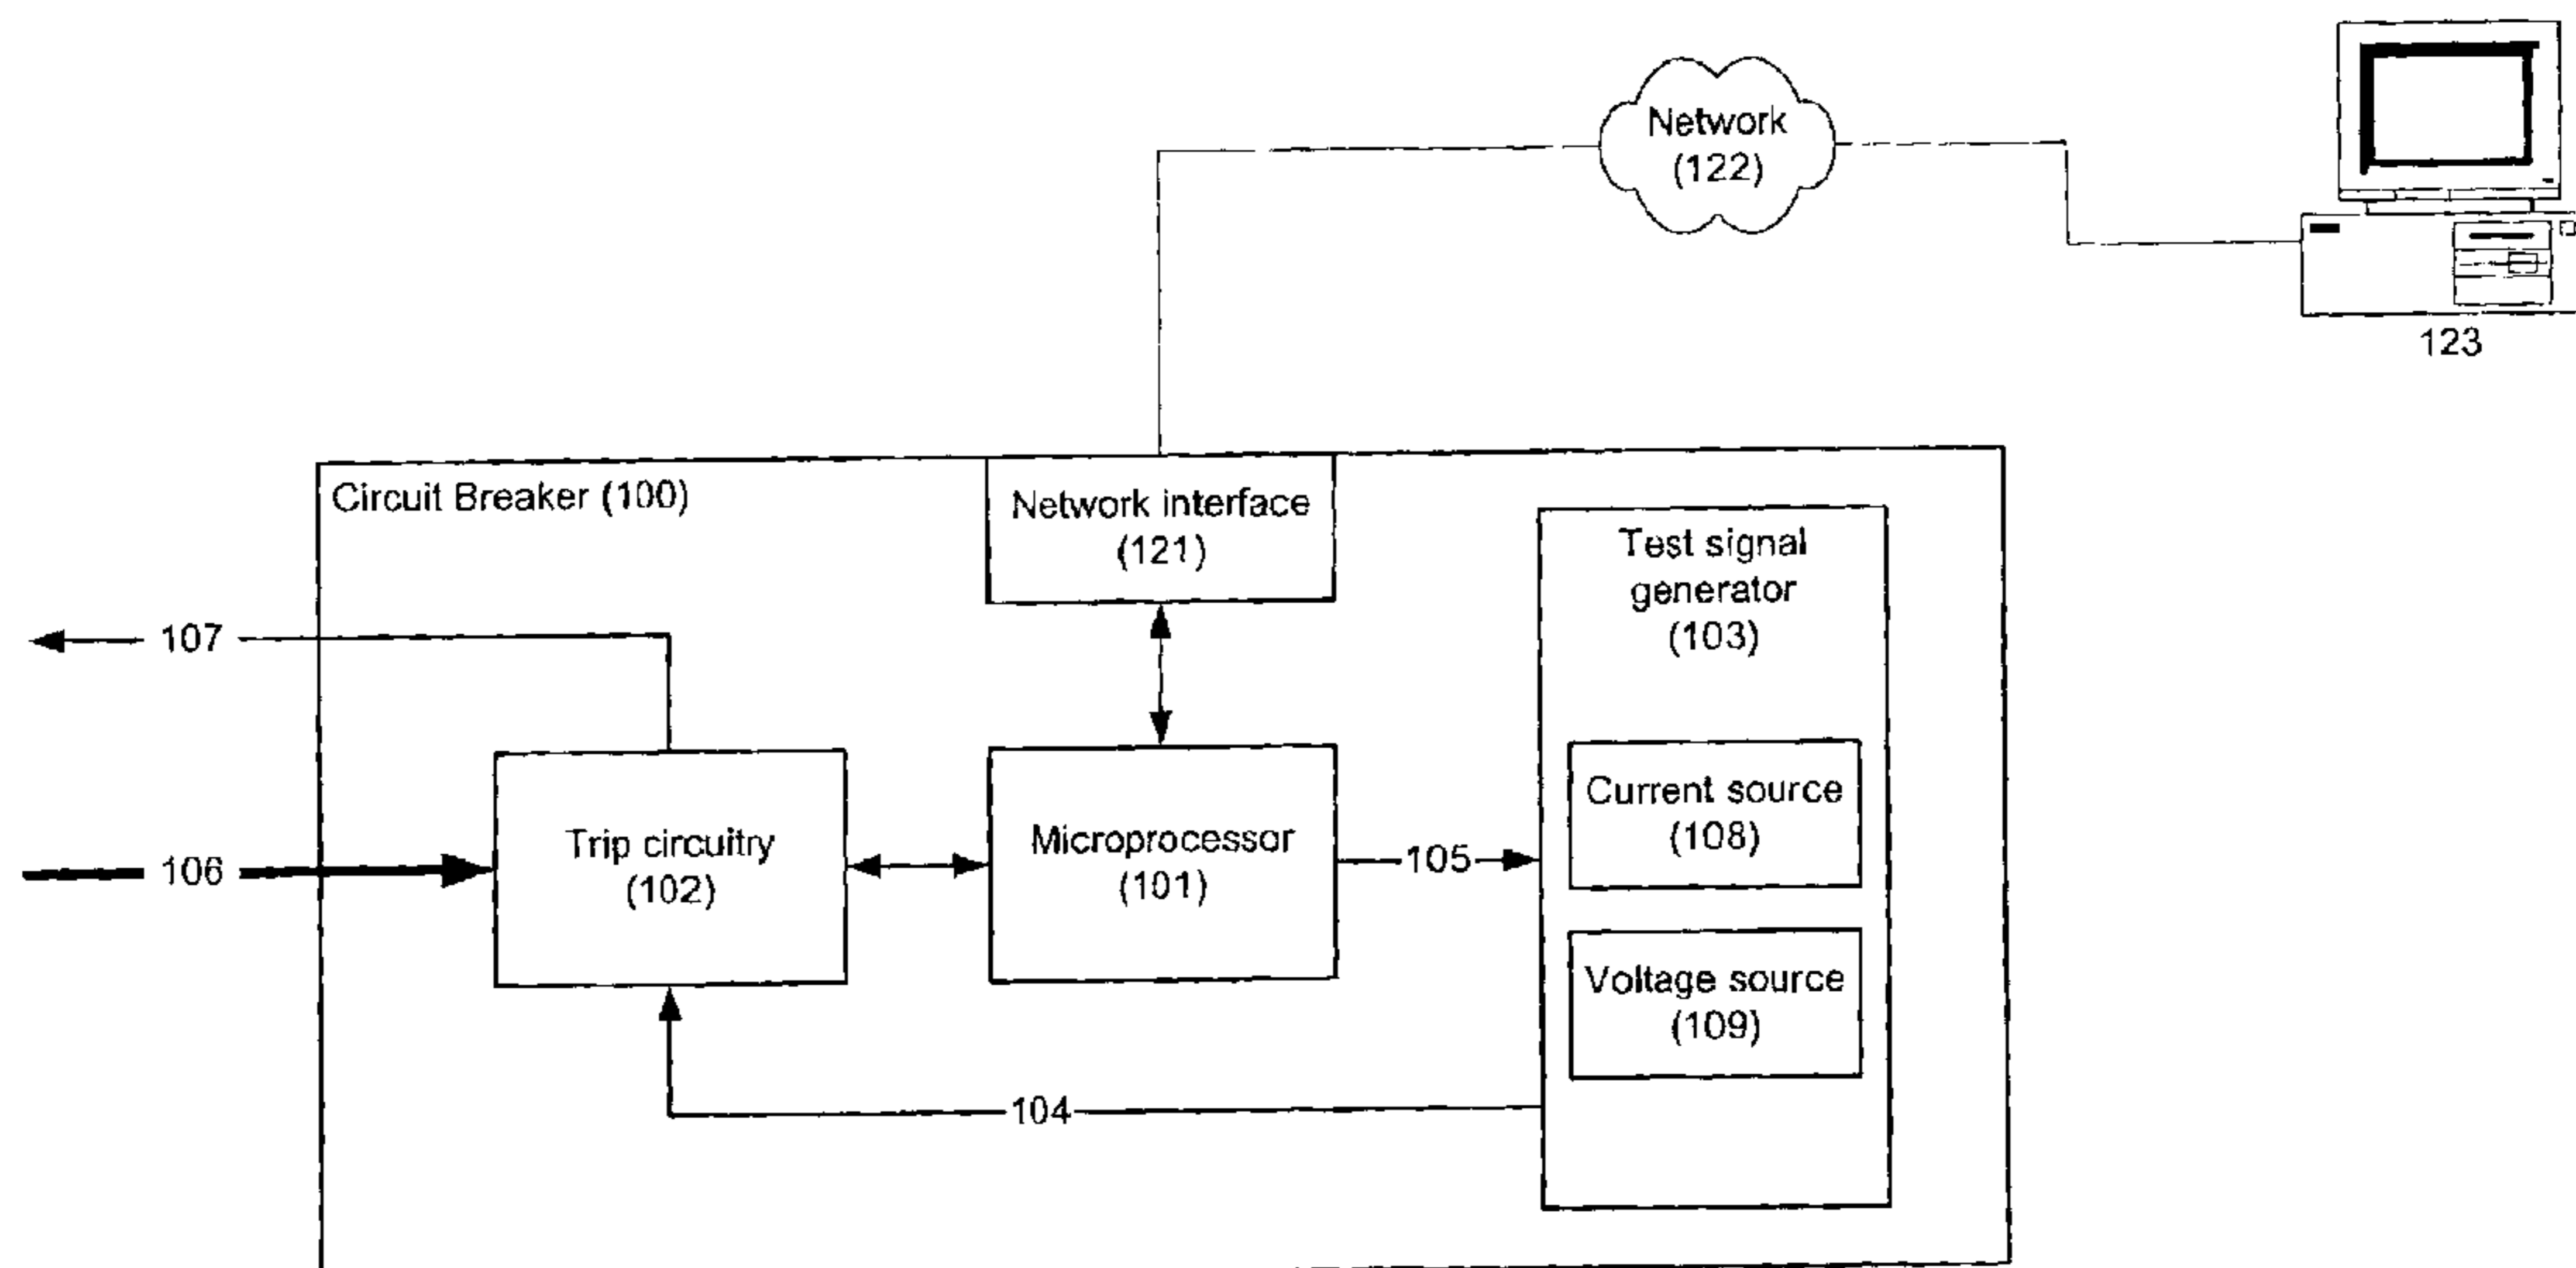 Network
(122)
123
Circuit Breaker (100)
Network interface
(121)
Test signal
generator
(103)
107
Current source
(108)
106
Trip circuitry
(102)
Microprocessor
(101)
105
Voltage source
(109)
104